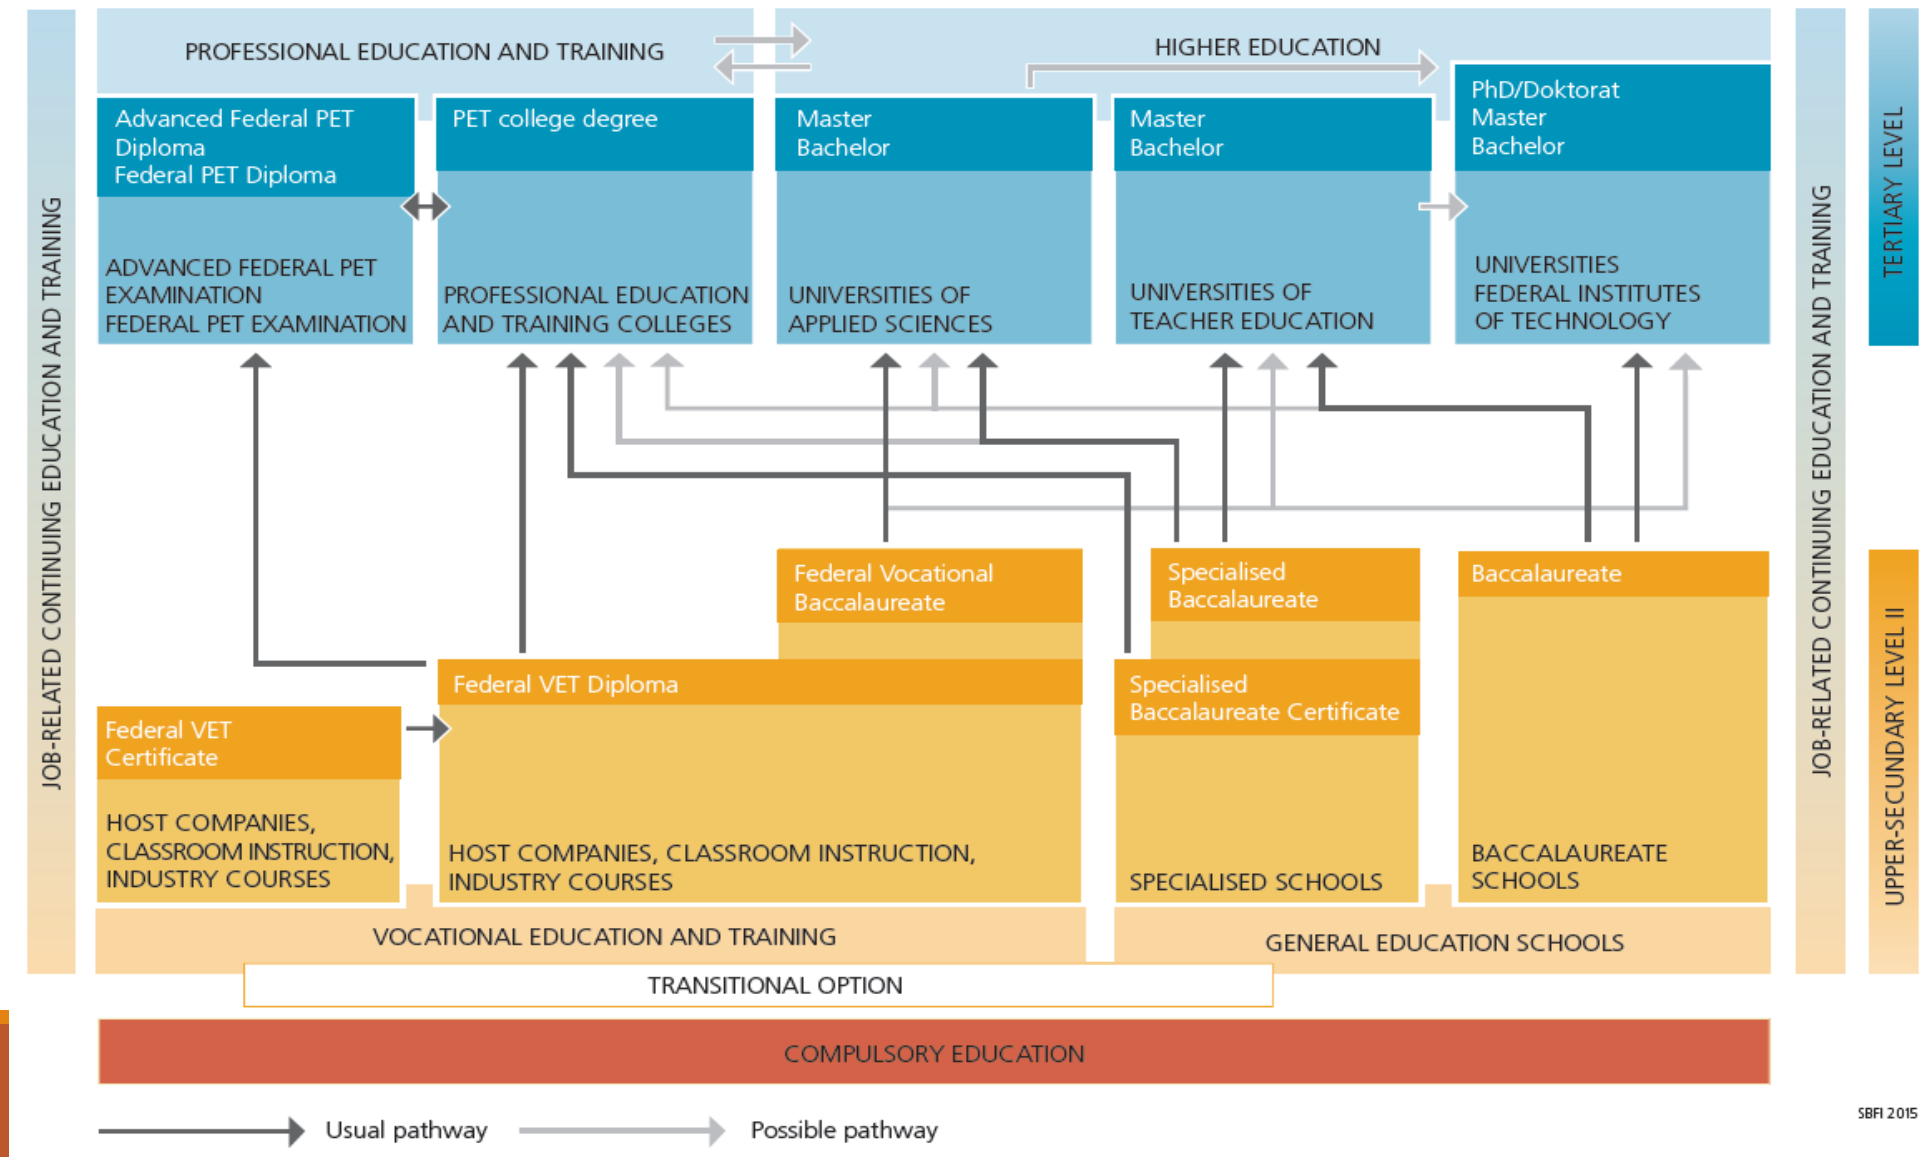 PROFESSIONAL EDUCATION AND TRAINING
HIGHER EDUCATION
Advanced Federal PET
Diploma
Federal PET Diploma
PET college degree
Master
Bachelor
Master
Bachelor
PhD/Doktorat
Master
Bachelor
ADVANCED FEDERAL PET
EXAMINATION
FEDERAL PET EXAMINATION
PROFESSIONAL EDUCATION
AND TRAINING COLLEGES
UNIVERSITIES OF
APPLIED SCIENCES
UNIVERSITIES OF
TEACHER EDUCATION
UNIVERSITIES
FEDERAL INSTITUTES
OF TECHNOLOGY
JOB-RELATED CONTINUING EDUCATION AND TRAINING
JOB-RELATED CONTINUING EDUCATION AND TRAINING
TERTIARY LEVEL
UPPER-SECUNDARY LEVEL II
Federal Vocational
Baccalaureate
Specialised
Baccalaureate
Baccalaureate
Federal VET Diploma
Specialised
Baccalaureate Certificate
Federal VET
Certificate
HOST COMPANIES,
CLASSROOM INSTRUCTION,
INDUSTRY COURSES
HOST COMPANIES, CLASSROOM INSTRUCTION,
INDUSTRY COURSES
SPECIALISED SCHOOLS
BACCALAUREATE
SCHOOLS
VOCATIONAL EDUCATION AND TRAINING
GENERAL EDUCATION SCHOOLS
TRANSITIONAL OPTION
COMPULSORY EDUCATION
Usual pathway
Possible pathway
SBFI 2015